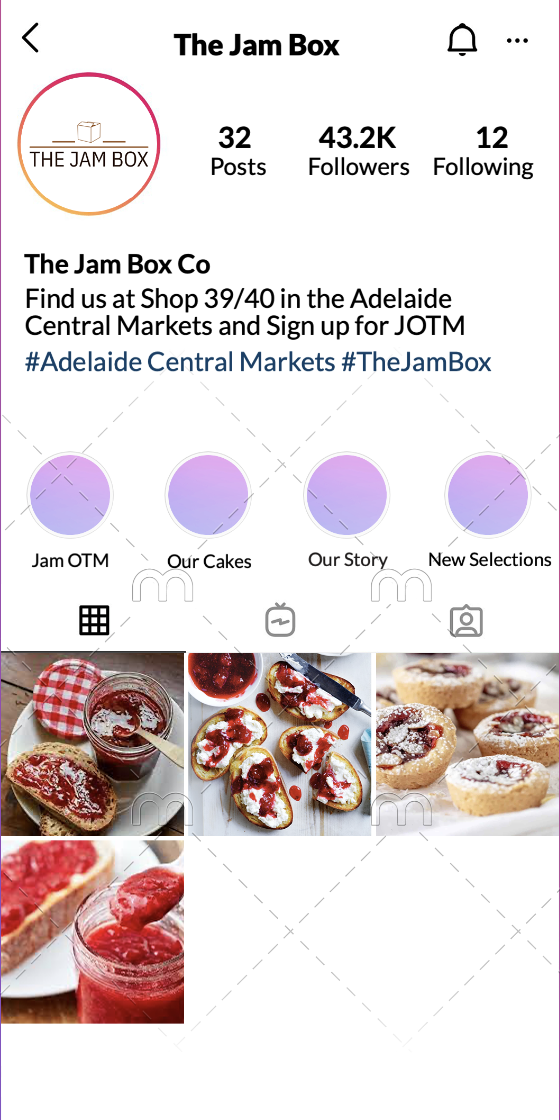 The Jam Box
THE JAM BOX
32
Posts
43.2K
Followers
12
Following
The Jam Box Co
Find us at Shop 39/40 in the Adelaide
Central Markets and Sign up for JOTM
#Adelaide Central Markets #TheJamBox
Jam OTM
Our Cakes
Our Story
New Selections
m
m
m
m